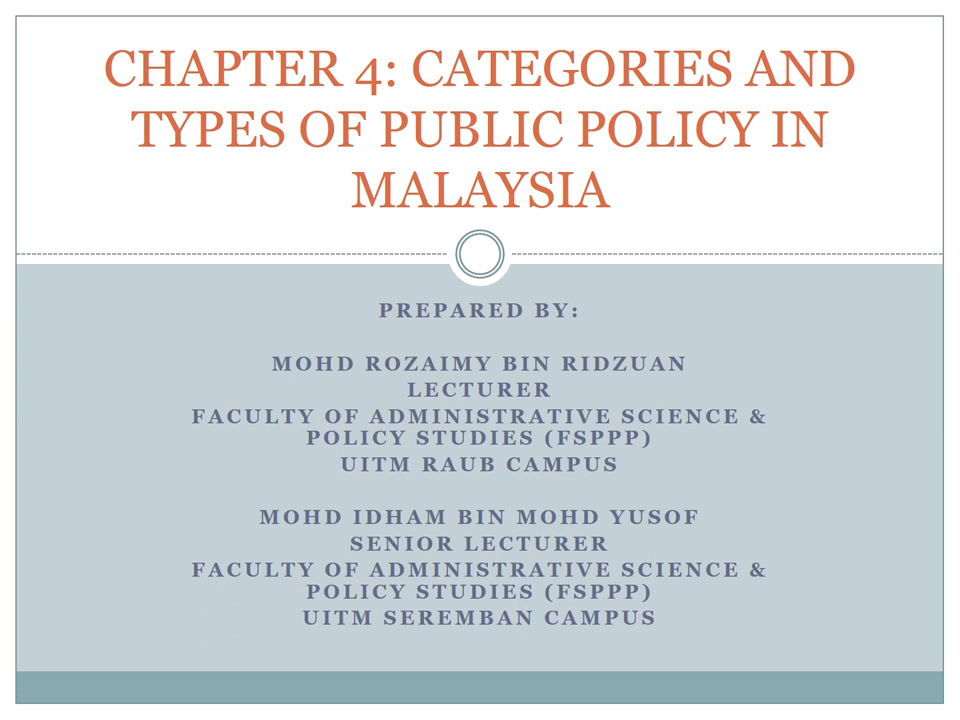 CHAPTER 4: CATEGORIES AND
TYPES OF PUBLIC POLICY IN
MALAYSIA
PREPARED BY:
MOHD ROZAIMY BIN RIDZUAN
LECTURER
FACULTY OF ADMINISTRATIVE SCIENCE &
POLICY STUDIES (FSPPP)
UITM RAUB CAMPUS
MOHD IDHAM BIN MOHD YUSOF
SENIOR LECTURER
FACULTY OF ADMINISTRATIVE SCIENCE &
POLICY STUDIES (FSPPP)
UITM SEREMBAN CAMPUS